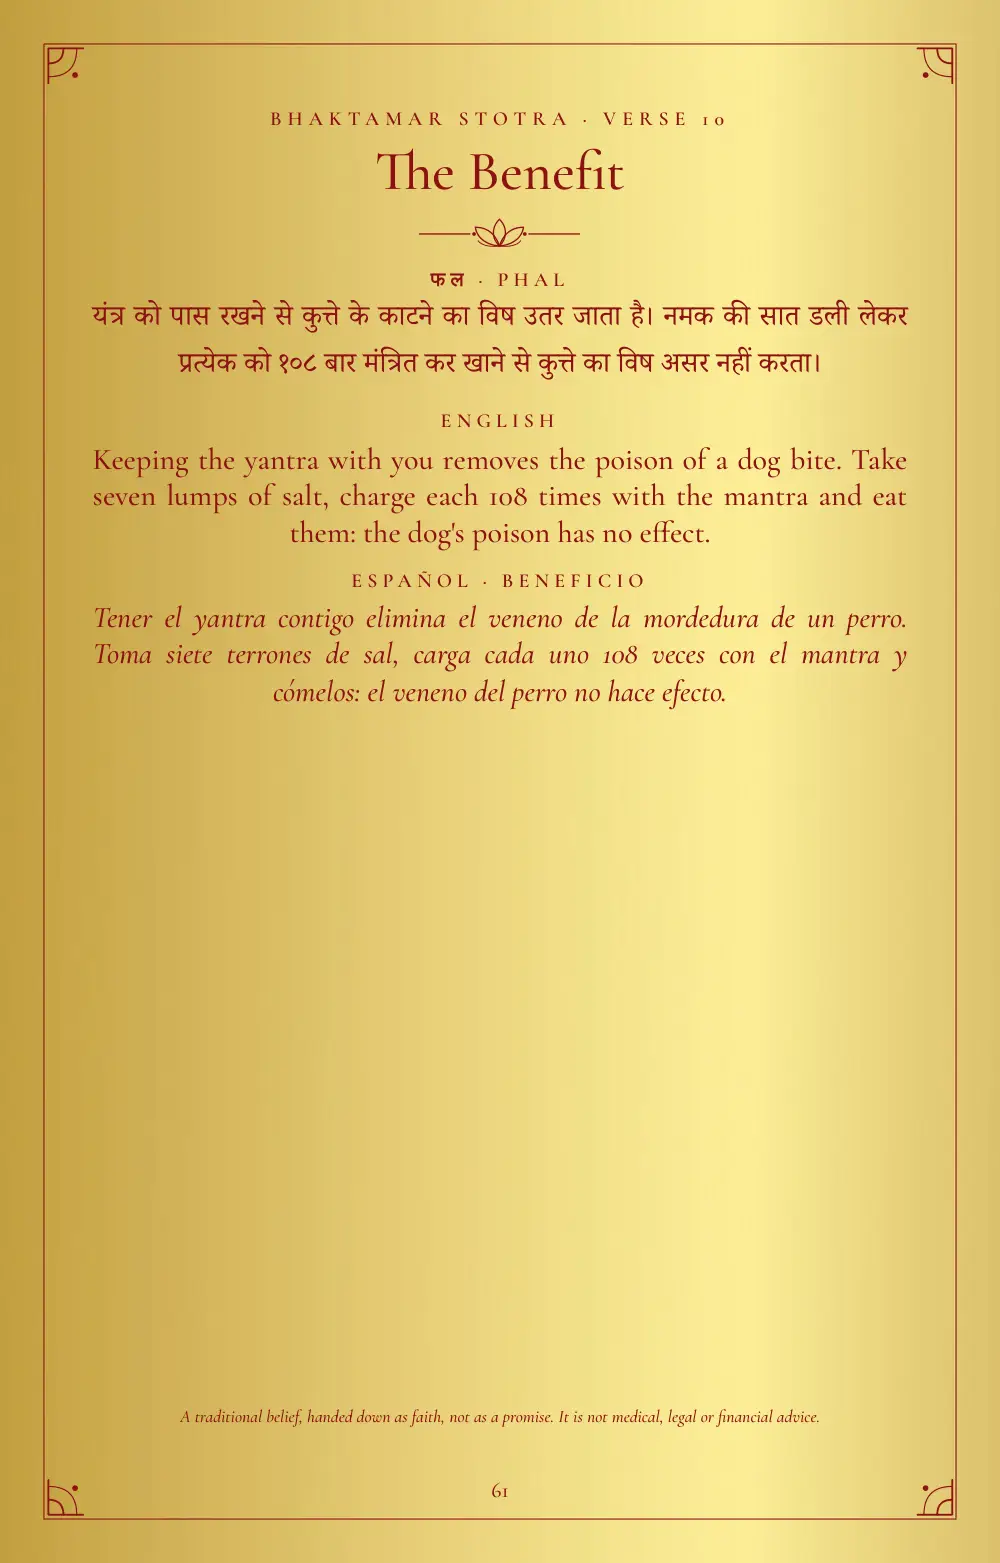 BHAKTAMAR STOTRA · VERSE 10
The Benefit
फल · PHAL
यंत्र को पास रखने से कुत्ते के काटने का विष उतर जाता है। नमक की सात डली लेकर
प्रत्येक को १०८ बार मंत्रित कर खाने से कुत्ते का विष असर नहीं करता।
ENGLISH
Keeping the yantra with you removes the poison of a dog bite. Take
seven lumps of salt, charge each 108 times with the mantra and eat
them: the dog's poison has no effect.
ESPAÑOL · BENEFICIO
Tener el yantra contigo elimina el veneno de la mordedura de un perro.
Toma siete terrones de sal, carga cada uno 108 veces con el mantra y
cómelos: el veneno del perro no hace efecto.
A traditional belief, handed down as faith, not as a promise. It is not medical, legal or financial advice.
61